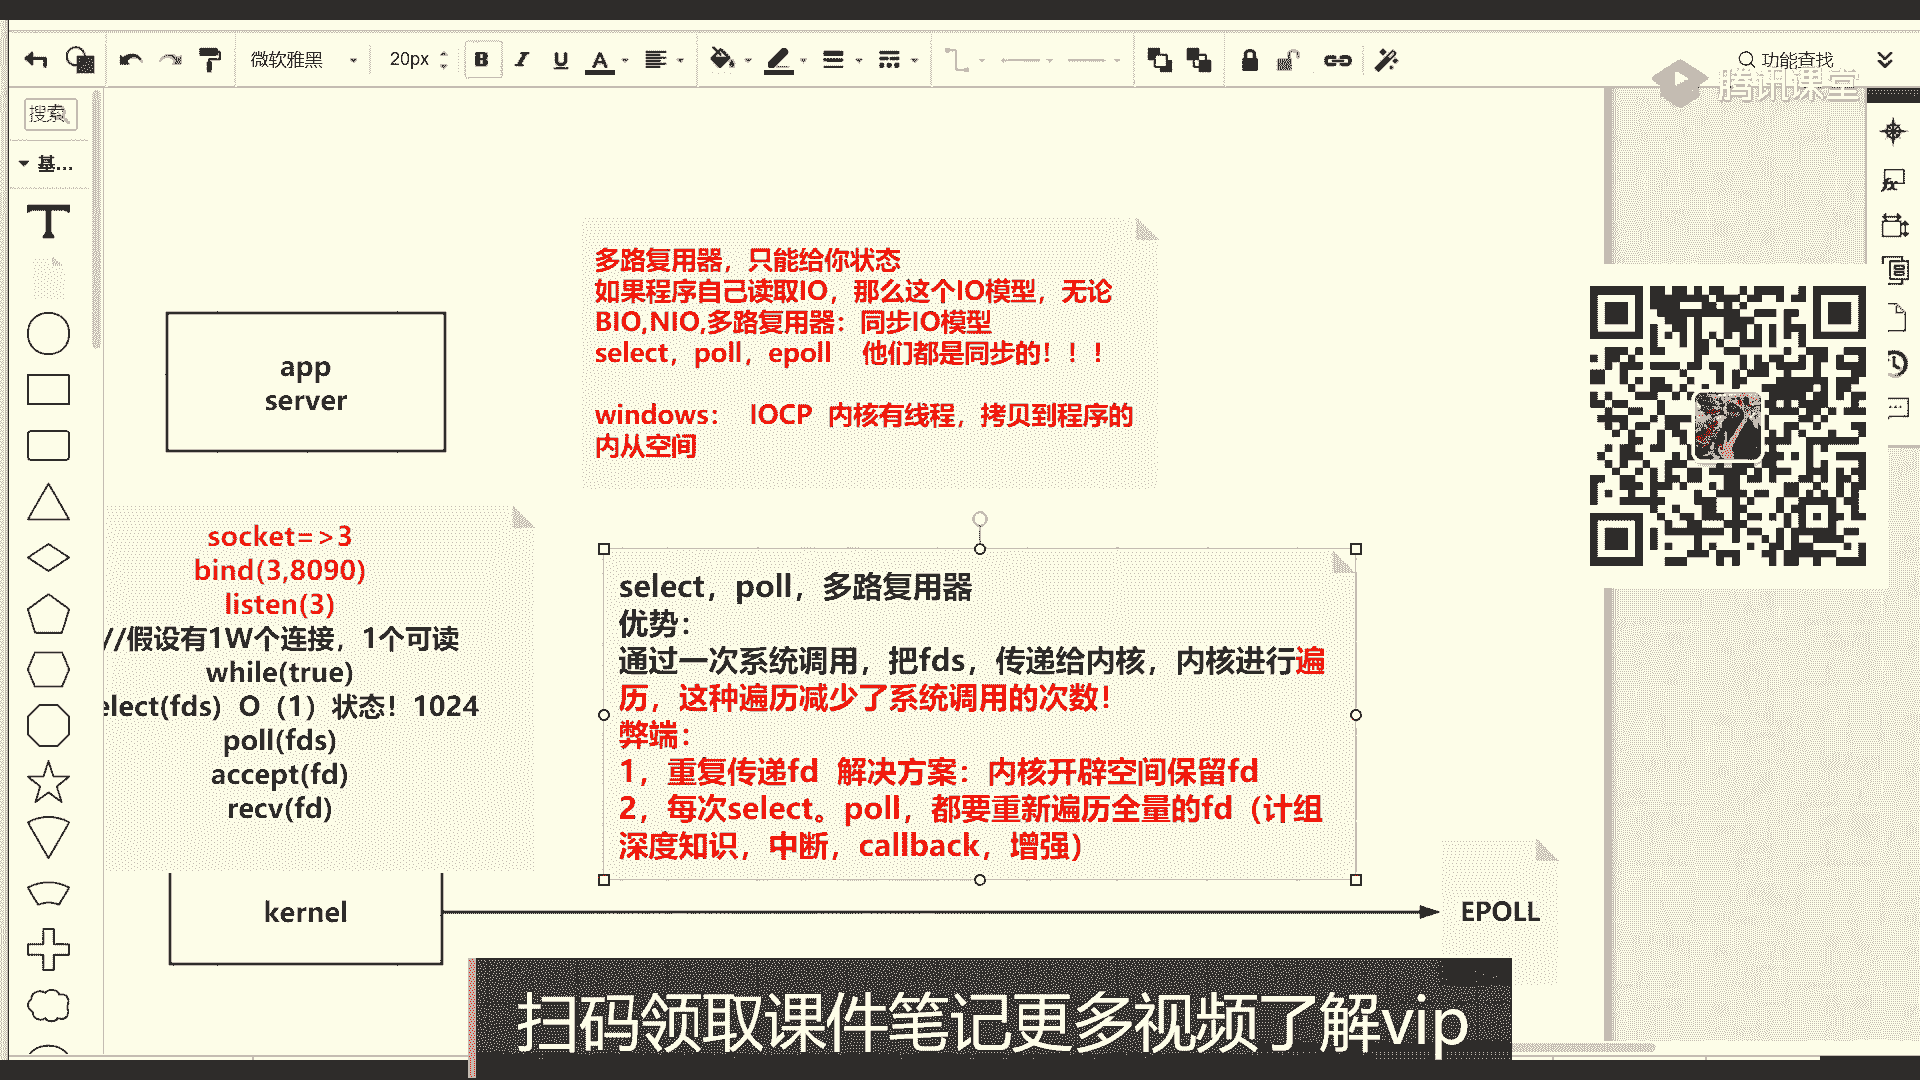 微软雅黑
20px
B
I
U
A
功能查找
腾讯课堂
搜索
基...
T
多路复用器，只能给你状态
如果程序自己读取IO，那么这个IO模型，无论
BIO,NIO,多路复用器：同步IO模型
select，poll，epoll 他们都是同步的！！！
windows： IOCP 内核有线程，拷贝到程序的
内从空间
app
server
socket=>3
bind(3,8090)
listen(3)
//假设有1W个连接，1个可读
while(true)
elect(fds) O（1）状态！1024
poll(fds)
accept(fd)
recv(fd)
select，poll，多路复用器
优势：
通过一次系统调用，把fds，传递给内核，内核进行遍
历，这种遍历减少了系统调用的次数！
弊端：
1，重复传递fd 解决方案：内核开辟空间保留fd
2，每次select。poll，都要重新遍历全量的fd（计组
深度知识，中断，callback，增强）
kernel
EPOLL
扫码领取课件笔记更多视频了解vip